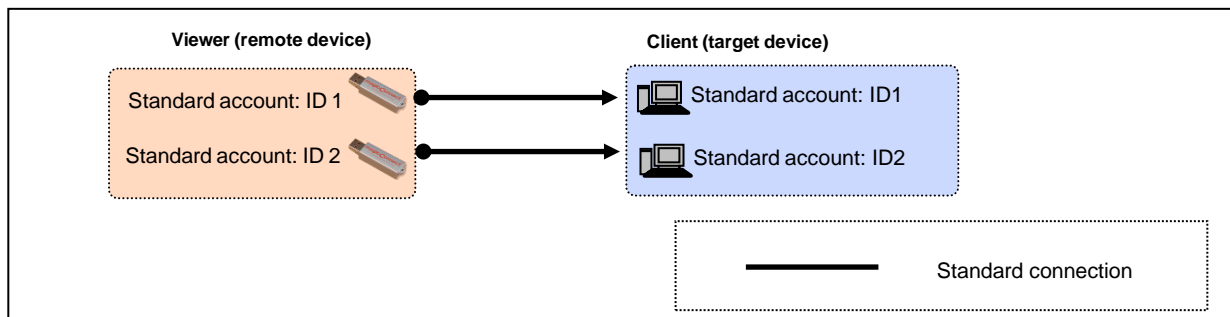 Viewer (remote device)
Client (target device)
Standard account: ID 1
Standard account: ID1
Standard account: ID 2
Standard account: ID2
Standard connection